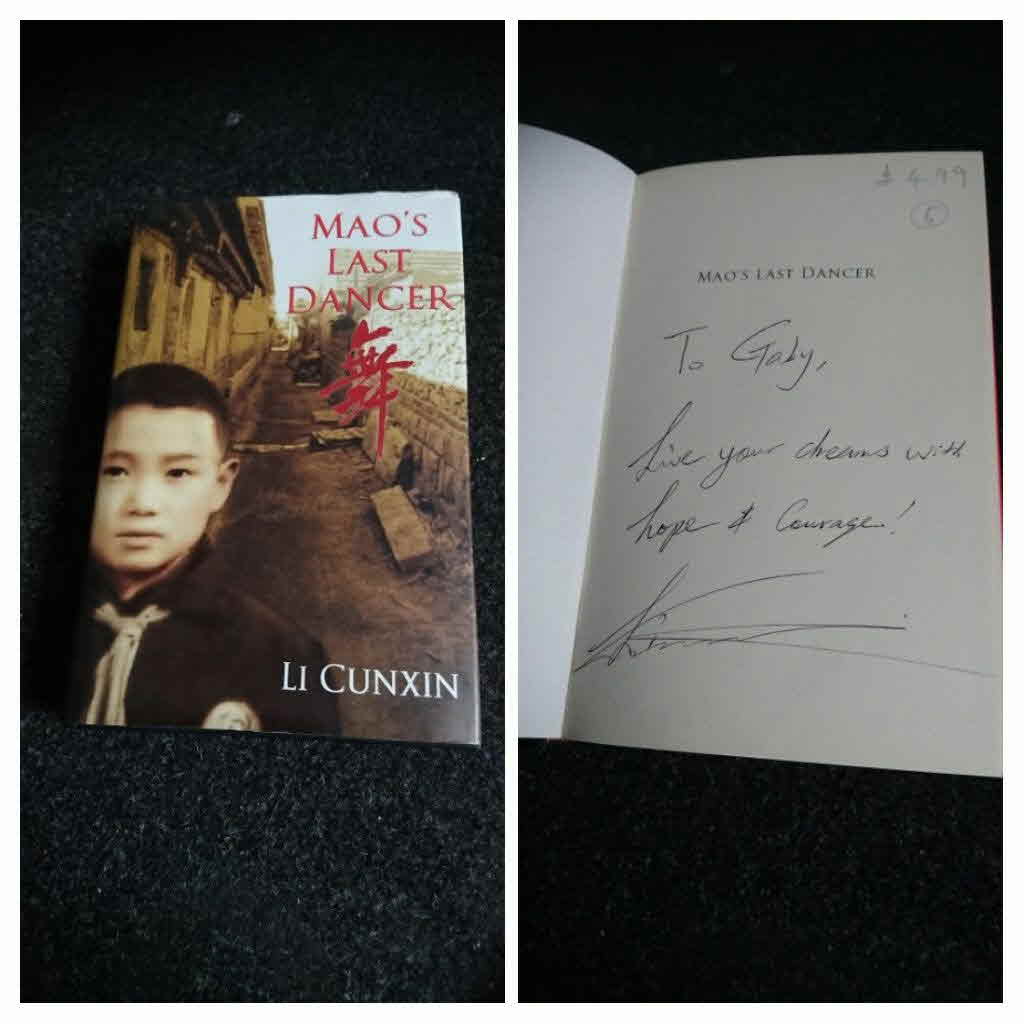 MAO'S
LAST
DANCER
舞
LI CUNXIN
4.99
MAO'S LAST DANCER
To Gaby,
Live your dreams with
hope & Courage!